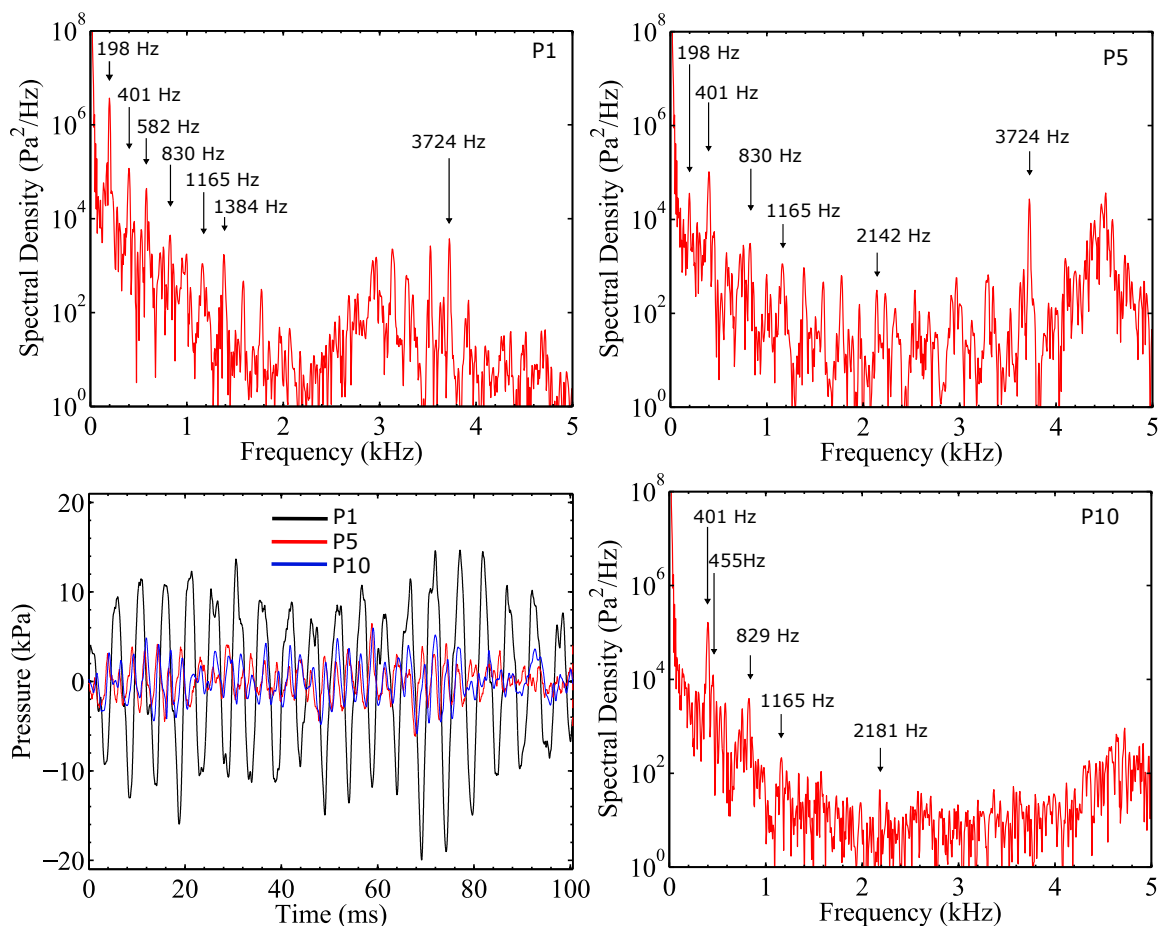 P1
198 Hz
401 Hz
582 Hz
830 Hz
1165 Hz
1384 Hz
3724 Hz
10^8
10^6
10^4
10^2
10^0
0 1 2 3 4 5
Spectral Density (Pa^2/Hz)
Frequency (kHz)
P5
198 Hz
401 Hz
830 Hz
1165 Hz
2142 Hz
3724 Hz
10^8
10^6
10^4
10^2
10^0
0 1 2 3 4 5
Spectral Density (Pa^2/Hz)
Frequency (kHz)
P1
P5
P10
20
10
0
−10
−20
0 20 40 60 80 100
Pressure (kPa)
Time (ms)
P10
401 Hz
455Hz
829 Hz
1165 Hz
2181 Hz
10^8
10^6
10^4
10^2
10^0
0 1 2 3 4 5
Spectral Density (Pa^2/Hz)
Frequency (kHz)